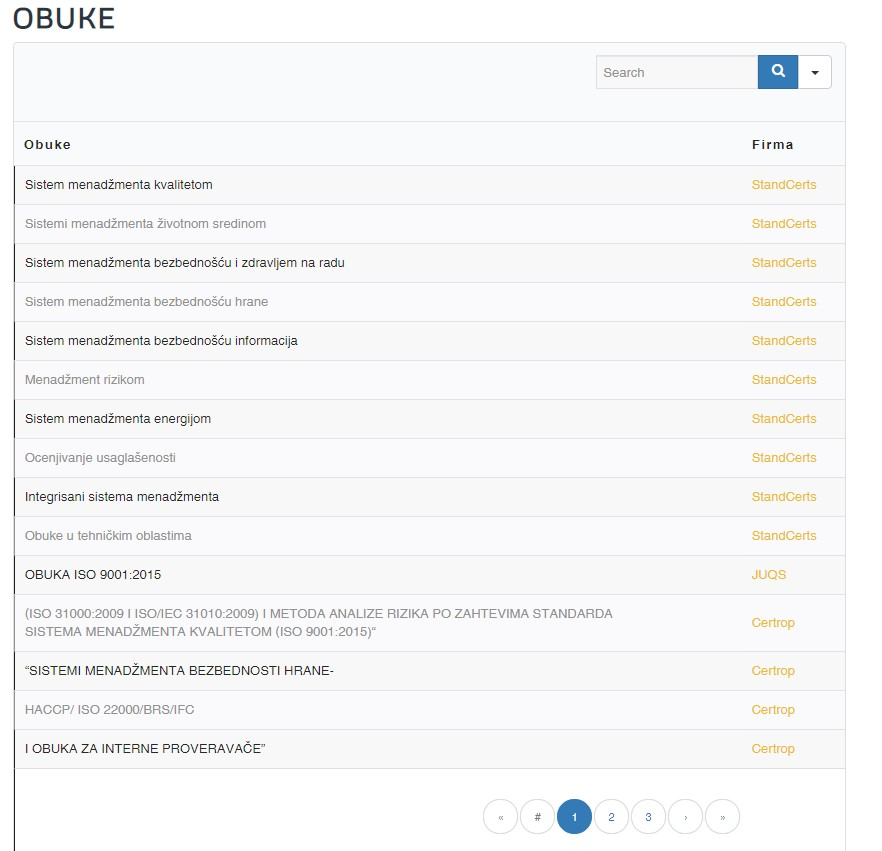 OBUKE
Search
Obuke Firma
Sistem menadžmenta kvalitetom StandCerts
Sistemi menadžmenta životnom sredinom StandCerts
Sistem menadžmenta bezbednošću i zdravljem na radu StandCerts
Sistem menadžmenta bezbednošću hrane StandCerts
Sistem menadžmenta bezbednošću informacija StandCerts
Menadžment rizikom StandCerts
Sistem menadžmenta energijom StandCerts
Ocenjivanje usaglašenosti StandCerts
Integrisani sistema menadžmenta StandCerts
Obuke u tehničkim oblastima StandCerts
OBUKA ISO 9001:2015 JUQS
(ISO 31000:2009 I ISO/IEC 31010:2009) I METODA ANALIZE RIZIKA PO ZAHTEVIMA STANDARDA
SISTEMA MENADŽMENTA KVALITETOM (ISO 9001:2015)“ Certrop
“SISTEMI MENADŽMENTA BEZBEDNOSTI HRANE- Certrop
HACCP/ ISO 22000/BRS/IFC Certrop
I OBUKA ZA INTERNE PROVERAVAČE” Certrop
« # 1 2 3 › »